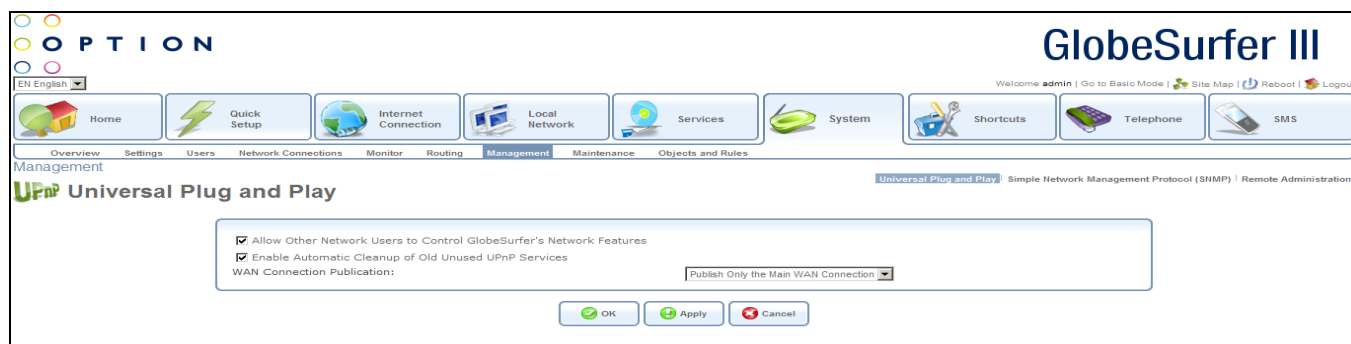 OPTION
GlobeSurfer III
EN English
Welcome admin | Go to Basic Mode | Site Map | Reboot | Logou
Home
Quick Setup
Internet Connection
Local Network
Services
System
Shortcuts
Telephone
SMS
Overview Settings Users Network Connections Monitor Routing Management Maintenance Objects and Rules
Management
Universal Plug and Play | Simple Network Management Protocol (SNMP) | Remote Administration
UPnP Universal Plug and Play
Allow Other Network Users to Control GlobeSurfer's Network Features
Enable Automatic Cleanup of Old Unused UPnP Services
WAN Connection Publication: Publish Only the Main WAN Connection
OK Apply Cancel